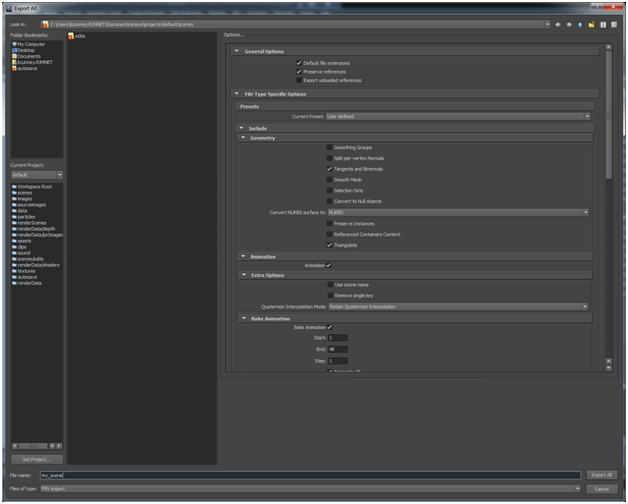 Export All
Look in:
C:\Users\kcunney.RIMNET\Documents\maya\projects\default\scenes
Folder Bookmarks:
My Computer
Desktop
Documents
kcunney.RIMNET
autosave
edits
Current Project:
default
Workspace Root
scenes
images
sourceimages
data
particles
renderScenes
renderData/depth
renderData/iprImages
assets
clips
sound
scenes/edits
renderData/shaders
textures
autosave
renderData
Set Project...
Options...
General Options
Default file extensions
Preserve references
Export unloaded references
File Type Specific Options
Presets
Current Preset: User defined
Include
Geometry
Smoothing Groups
Split per-vertex Normals
Tangents and Binormals
Smooth Mesh
Selection Sets
Convert to Null objects
Convert NURBS surface to: NURBS
Preserve Instances
Referenced Containers Content
Triangulate
Animation
Animation
Extra Options
Use scene name
Remove single key
Quaternion Interpolation Mode: Retain Quaternion Interpolation
Bake Animation
Bake Animation
Start: 1
End: 48
Step: 1
File name: my_scene
Export All
Files of type: FBX export
Cancel